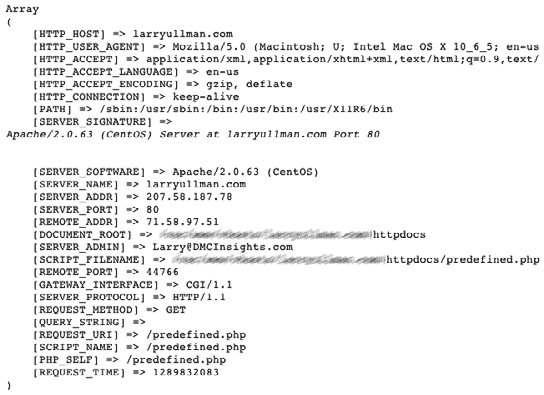 Array
(
[HTTP_HOST] => larryullman.com
[HTTP_USER_AGENT] => Mozilla/5.0 (Macintosh; U; Intel Mac OS X 10_6_5; en-us
[HTTP_ACCEPT] => application/xml,application/xhtml+xml,text/html;q=0.9,text/
[HTTP_ACCEPT_LANGUAGE] => en-us
[HTTP_ACCEPT_ENCODING] => gzip, deflate
[HTTP_CONNECTION] => keep-alive
[PATH] => /sbin:/usr/sbin:/bin:/usr/bin:/usr/X11R6/bin
[SERVER_SIGNATURE] =>
Apache/2.0.63 (CentOS) Server at larryullman.com Port 80
[SERVER_SOFTWARE] => Apache/2.0.63 (CentOS)
[SERVER_NAME] => larryullman.com
[SERVER_ADDR] => 207.58.187.78
[SERVER_PORT] => 80
[REMOTE_ADDR] => 71.58.97.51
[DOCUMENT_ROOT] => httpdocs
[SERVER_ADMIN] => Larry@DMCInsights.com
[SCRIPT_FILENAME] => httpdocs/predefined.php
[REMOTE_PORT] => 44766
[GATEWAY_INTERFACE] => CGI/1.1
[SERVER_PROTOCOL] => HTTP/1.1
[REQUEST_METHOD] => GET
[QUERY_STRING] =>
[REQUEST_URI] => /predefined.php
[SCRIPT_NAME] => /predefined.php
[PHP_SELF] => /predefined.php
[REQUEST_TIME] => 1289832083
)